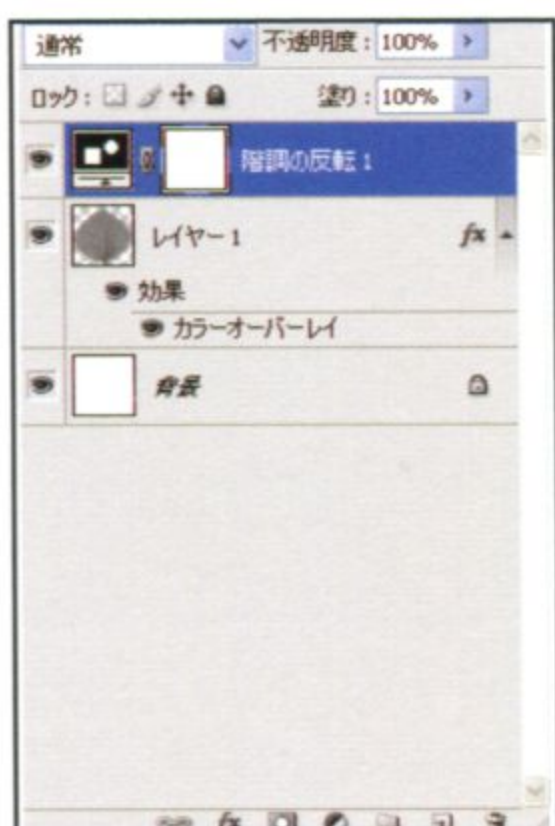 通常 不透明度 : 100%
ロック : 塗り : 100%
階調の反転 1
レイヤー 1 fx
効果
カラーオーバーレイ
背景
fx